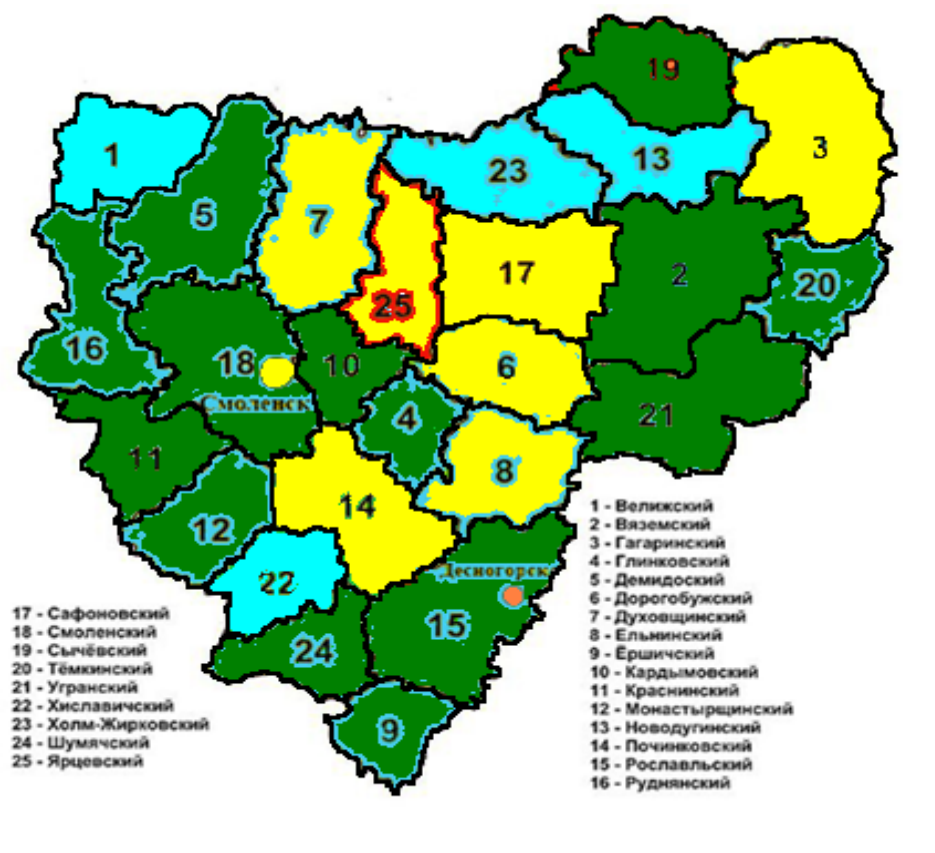 19
3
1
23
13
5
7
17
2
20
25
16
18
10
6
Смоленск
4
21
11
8
14
12
Десногорск
22
15
24
9
1 - Велижский
2 - Вяземский
3 - Гагаринский
4 - Глинковский
5 - Демидоский
6 - Дорогобужский
7 - Духовщинский
8 - Ельнинский
9 - Ёршичский
10 - Кардымовский
11 - Краснинский
12 - Монастырщинский
13 - Новодугинский
14 - Починковский
15 - Рославльский
16 - Руднянский
17 - Сафоновский
18 - Смоленский
19 - Сычёвский
20 - Тёмкинский
21 - Угранский
22 - Хиславичский
23 - Холм-Жирковский
24 - Шумячский
25 - Ярцевский